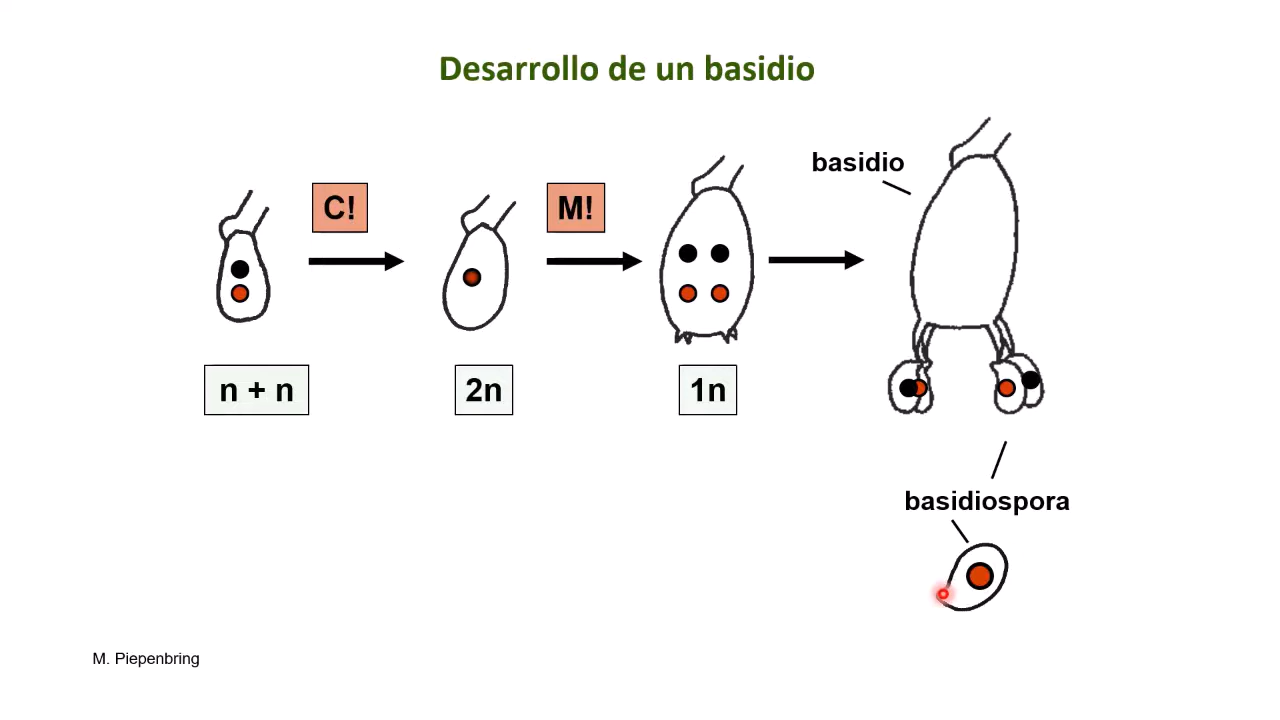 Desarrollo de un basidio
basidio
C!
M!
n + n
2n
1n
basidiospora
M. Piepenbring